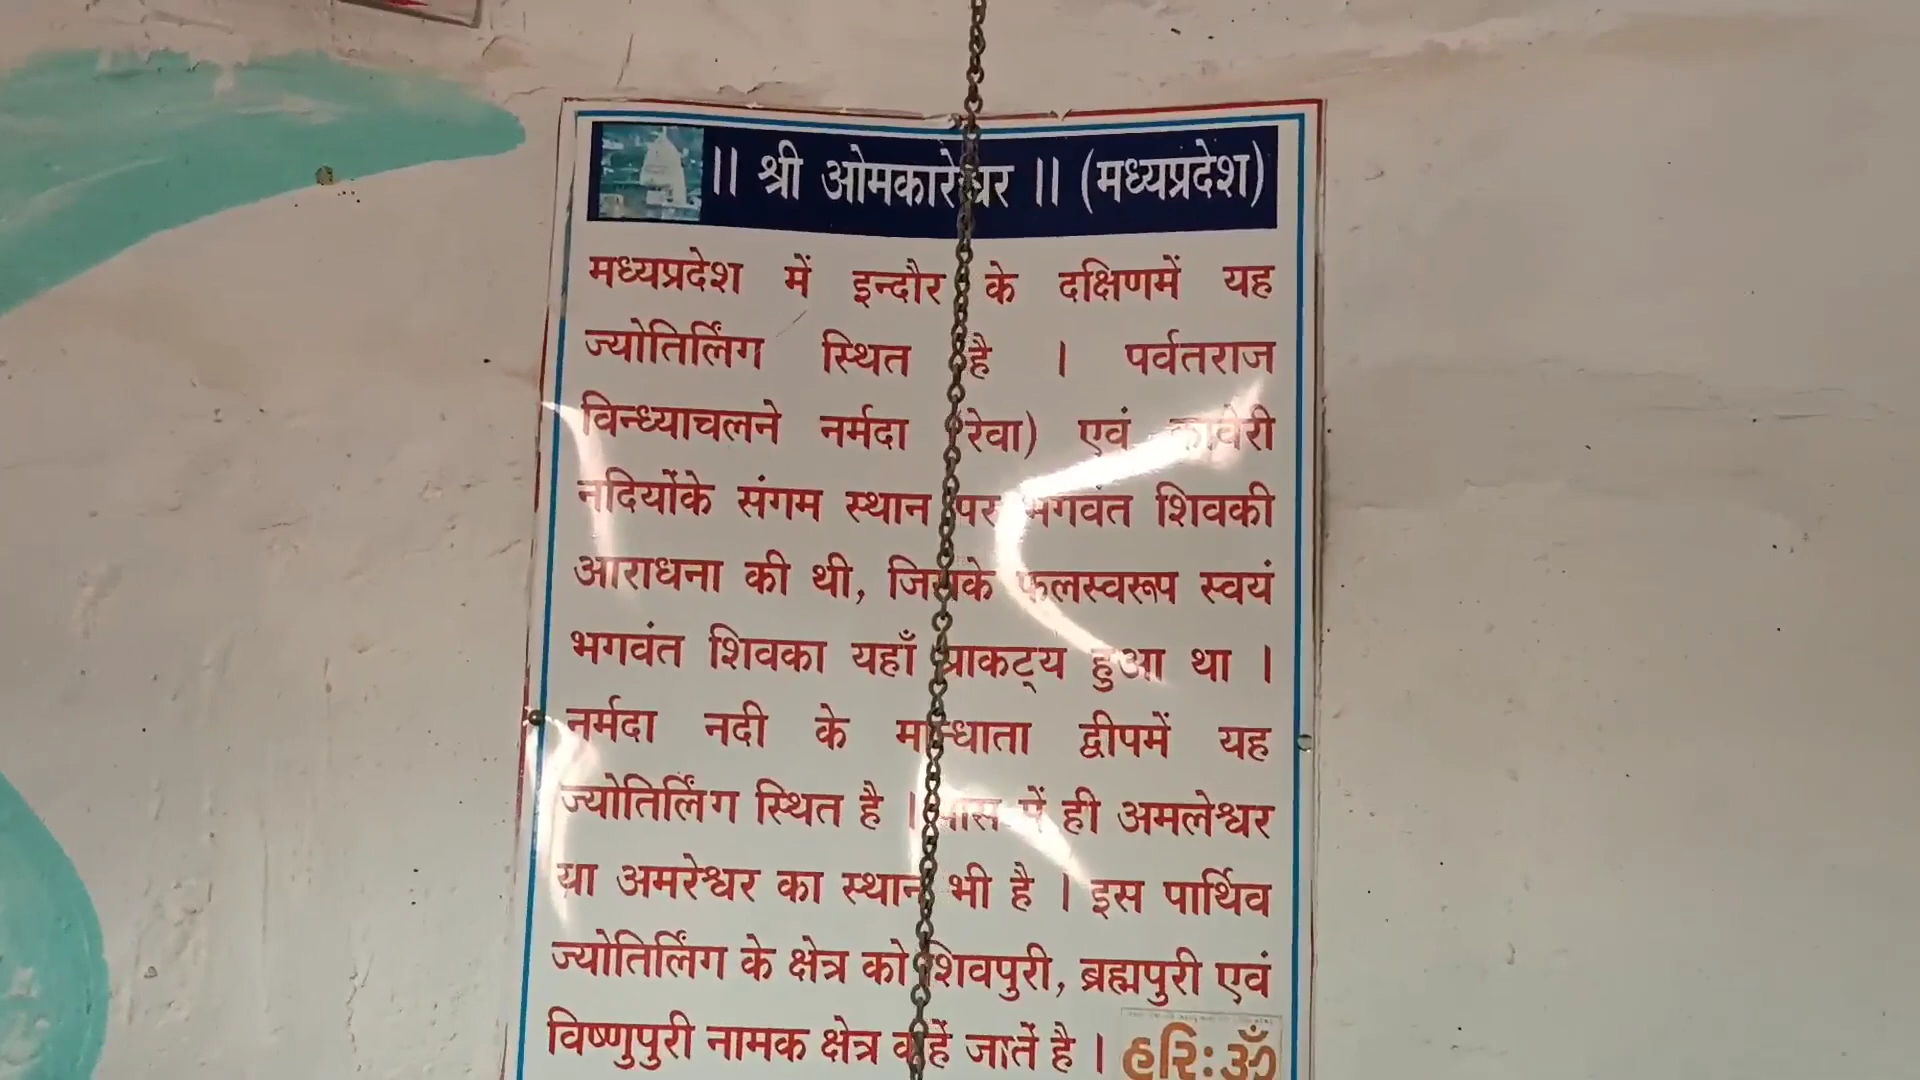 ॥ श्री ओमकारेश्वर ॥ (मध्यप्रदेश)
मध्यप्रदेश में इन्दौर के दक्षिणमें यह
ज्योतिर्लिंग स्थित है । पर्वतराज
विन्ध्याचलने नर्मदा (रेवा) एवं कावेरी
नदियोंके संगम स्थान पर भगवंत शिवकी
आराधना की थी, जिसके फलस्वरूप स्वयं
भगवंत शिवका यहाँ प्राकट्य हुआ था ।
नर्मदा नदी के मान्धाता द्वीपमें यह
ज्योतिर्लिंग स्थित है । पास में ही अमलेश्वर
या अमरेश्वर का स्थान भी है । इस पार्थिव
ज्योतिर्लिंग के क्षेत्र को शिवपुरी, ब्रह्मपुरी एवं
विष्णुपुरी नामक क्षेत्र कहें जातें है ।
હરિઃ ૐ